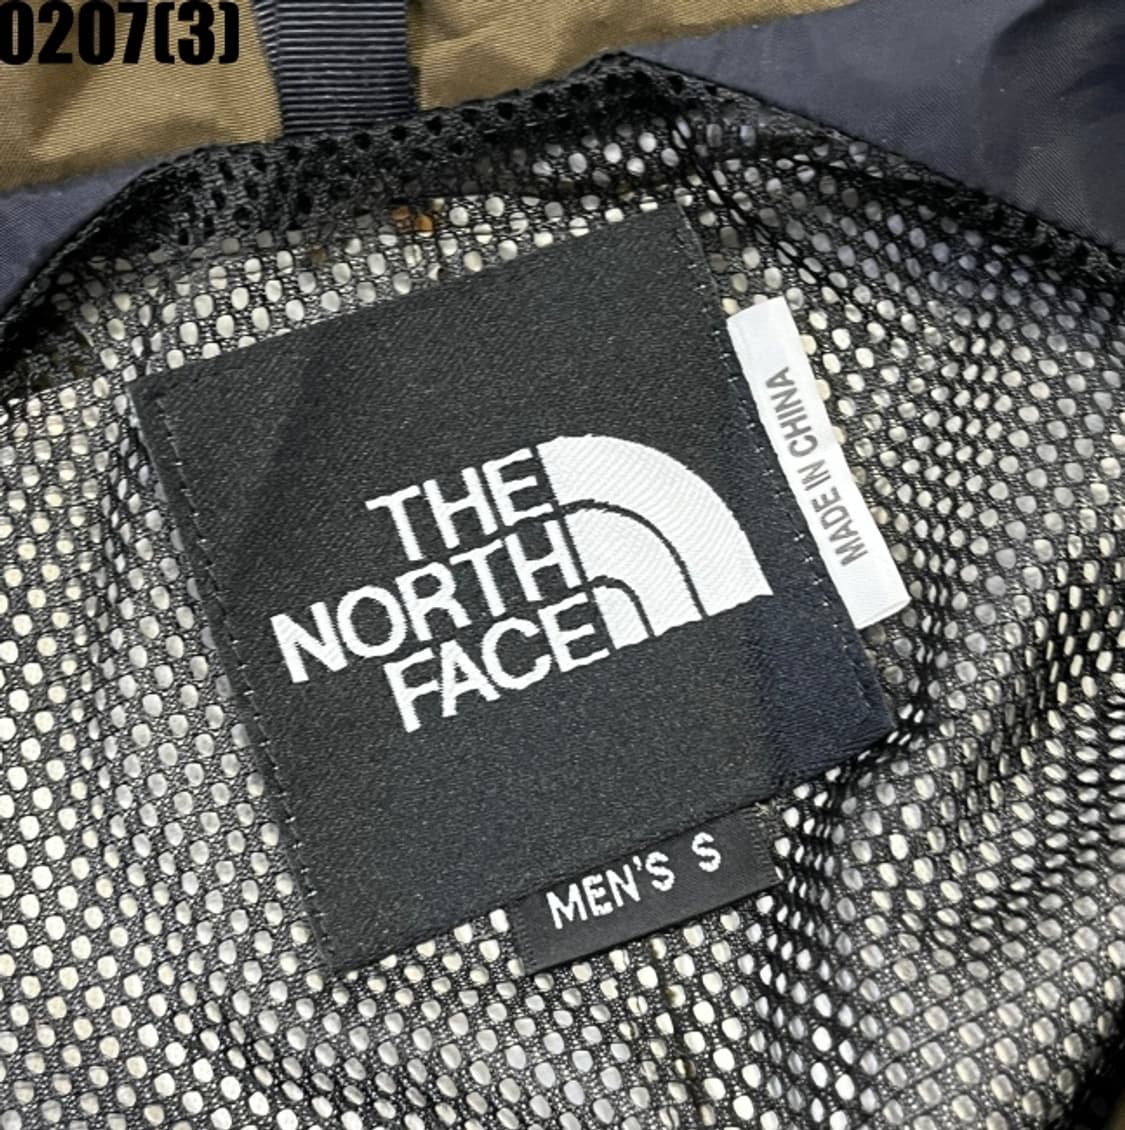 0207(3)
THE
NORTH
FACE
MADE IN CHINA
MEN'S S